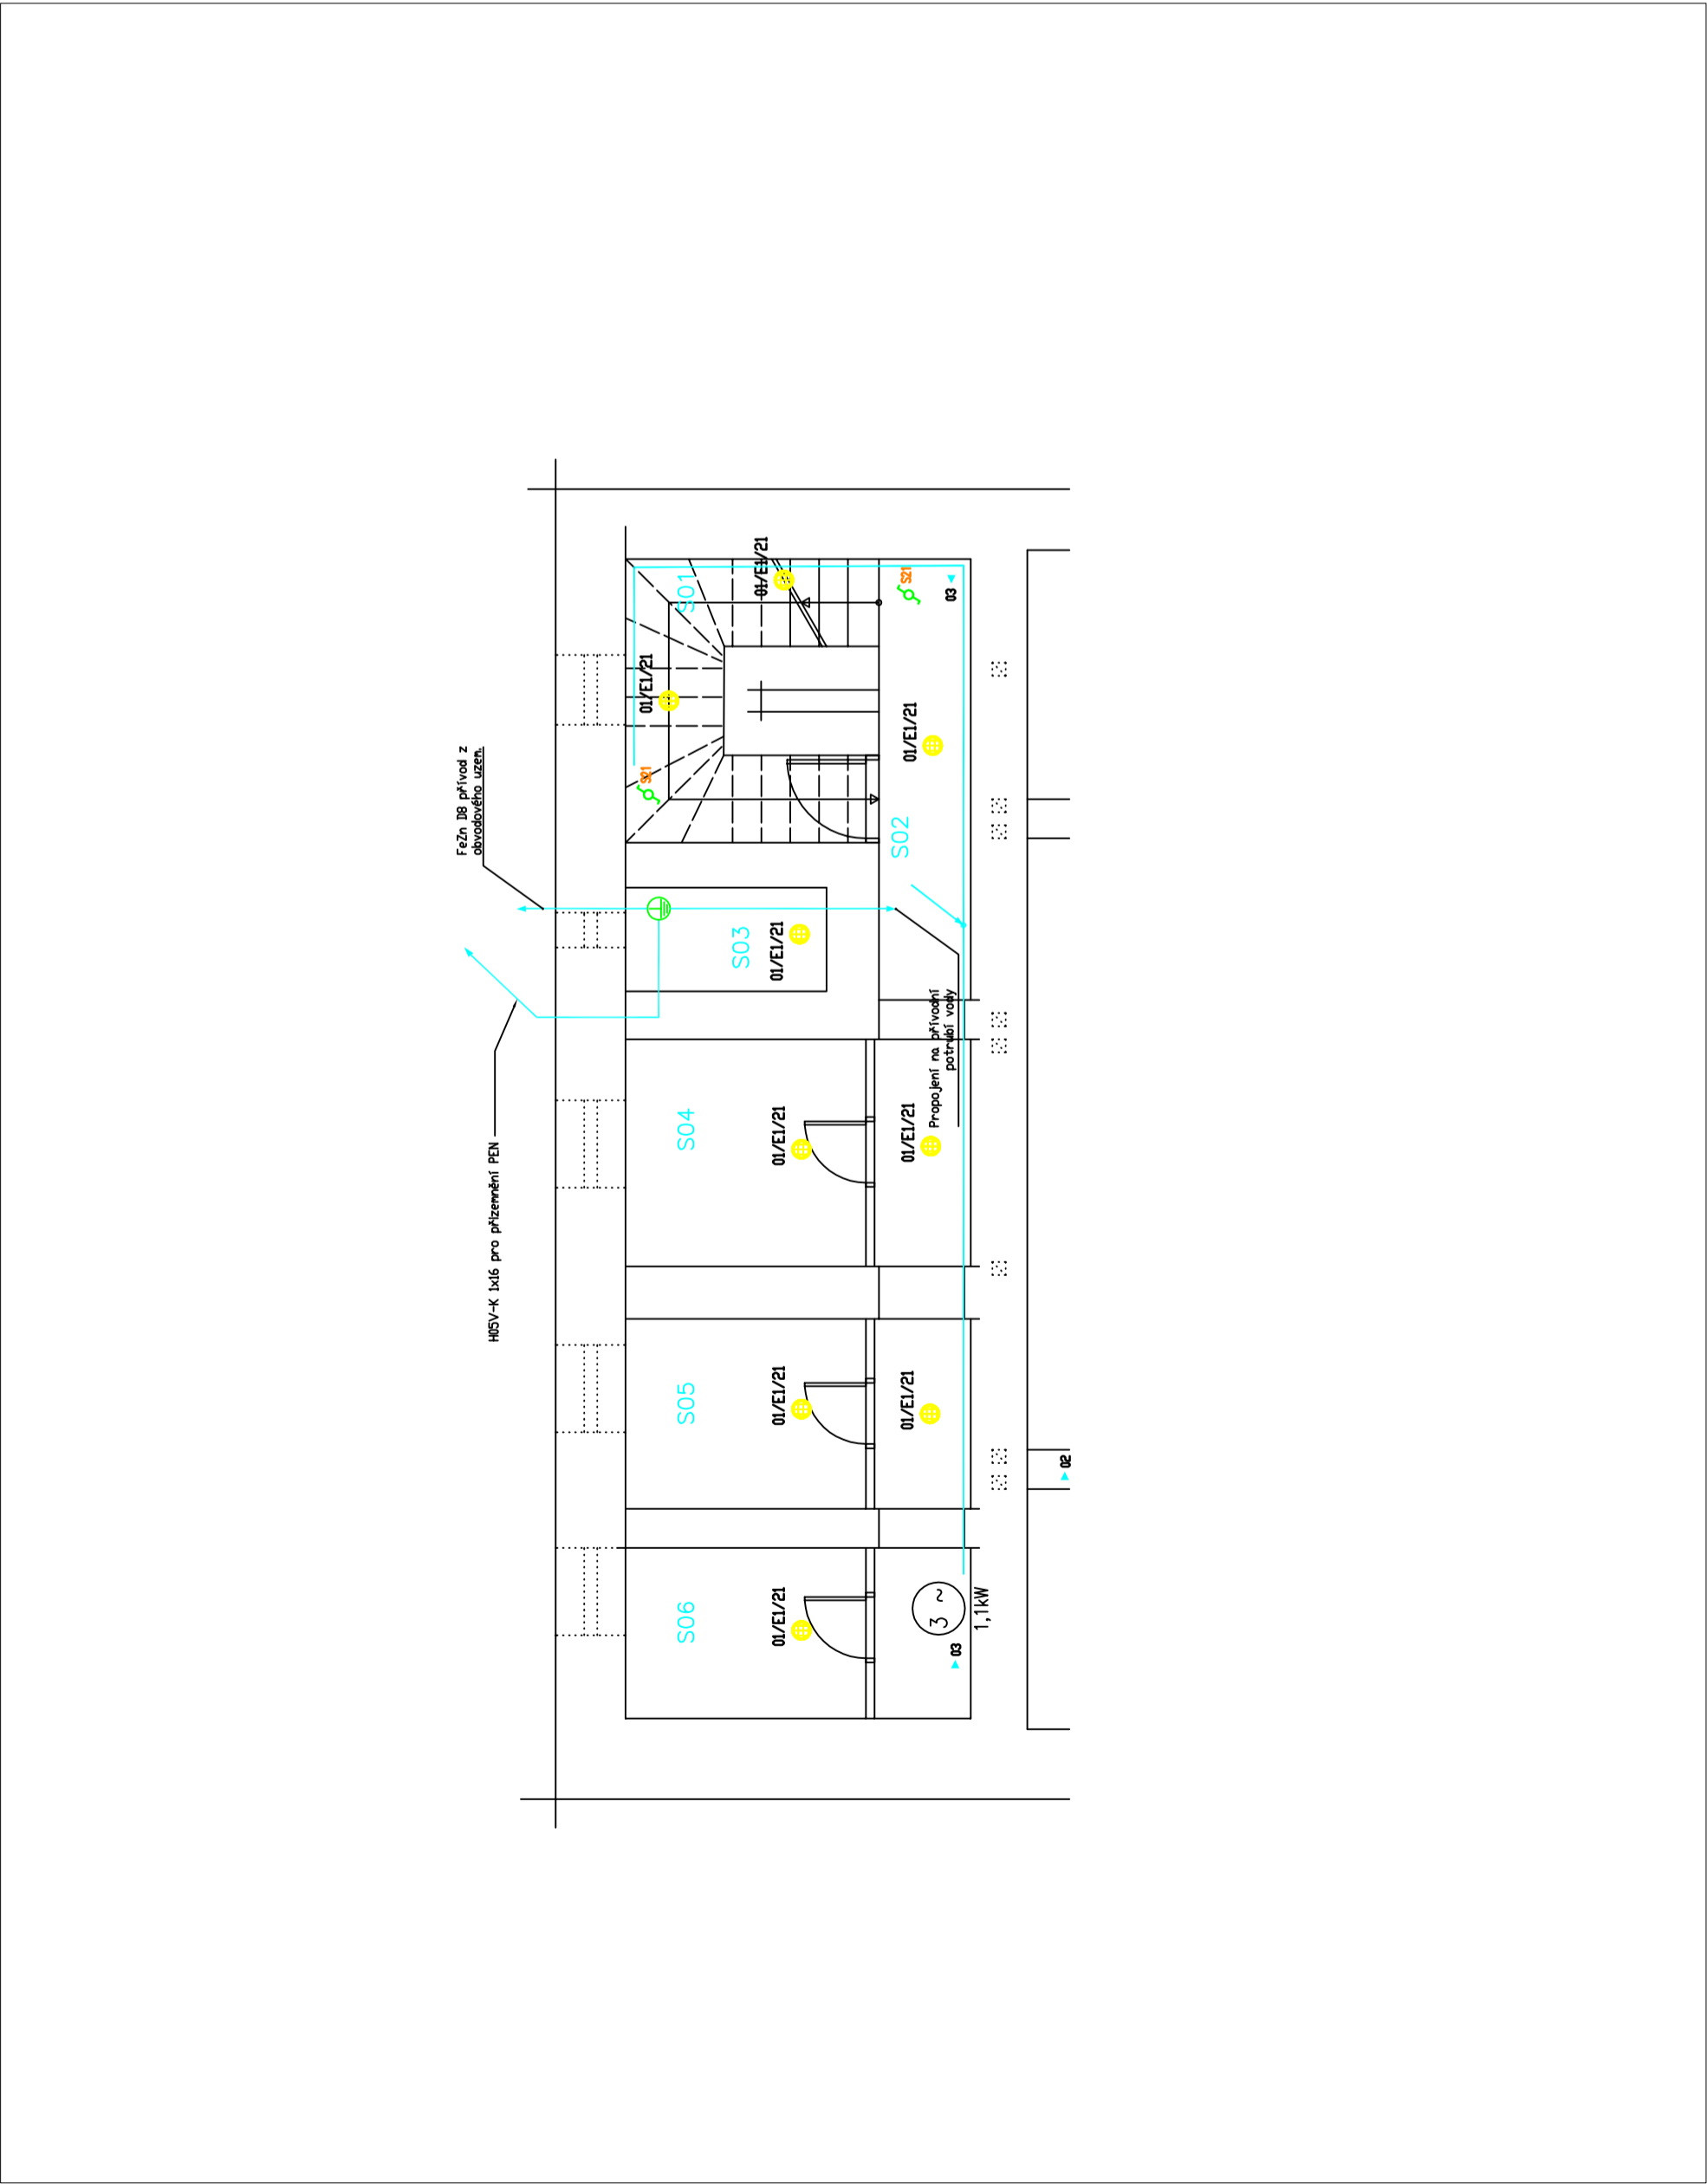 FeZn D8 přívod z
obvodového uzem.
H05V-K 1x16 pro přizemnění PEN
S01
01/E1/21
01/E1/21
S21
S21
03
01/E1/21
S02
S03
01/E1/21
Propojení na přívodní
potrubí vody
S04
01/E1/21
01/E1/21
S05
01/E1/21
01/E1/21
02
S06
01/E1/21
3 ~
1,1kW
03